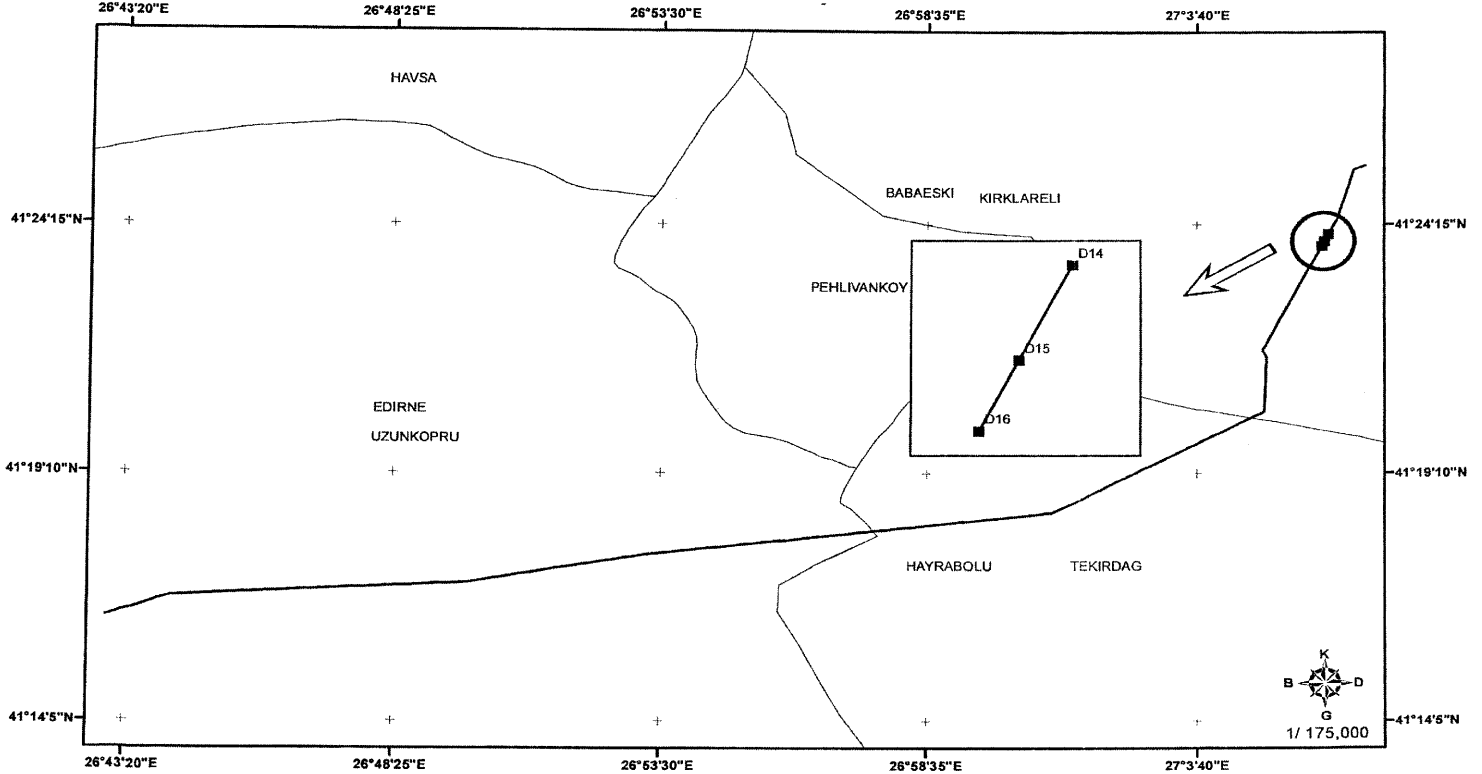 26°43'20"E 26°48'25"E 26°53'30"E 26°58'35"E 27°3'40"E
HAVSA
BABAESKI KIRKLARELI
41°24'15"N 41°24'15"N
D14
PEHLIVANKOY
D15
EDIRNE
D16
UZUNKOPRU
41°19'10"N 41°19'10"N
HAYRABOLU TEKIRDAG
K
B D
G
41°14'5"N 41°14'5"N
1/ 175,000
26°43'20"E 26°48'25"E 26°53'30"E 26°58'35"E 27°3'40"E